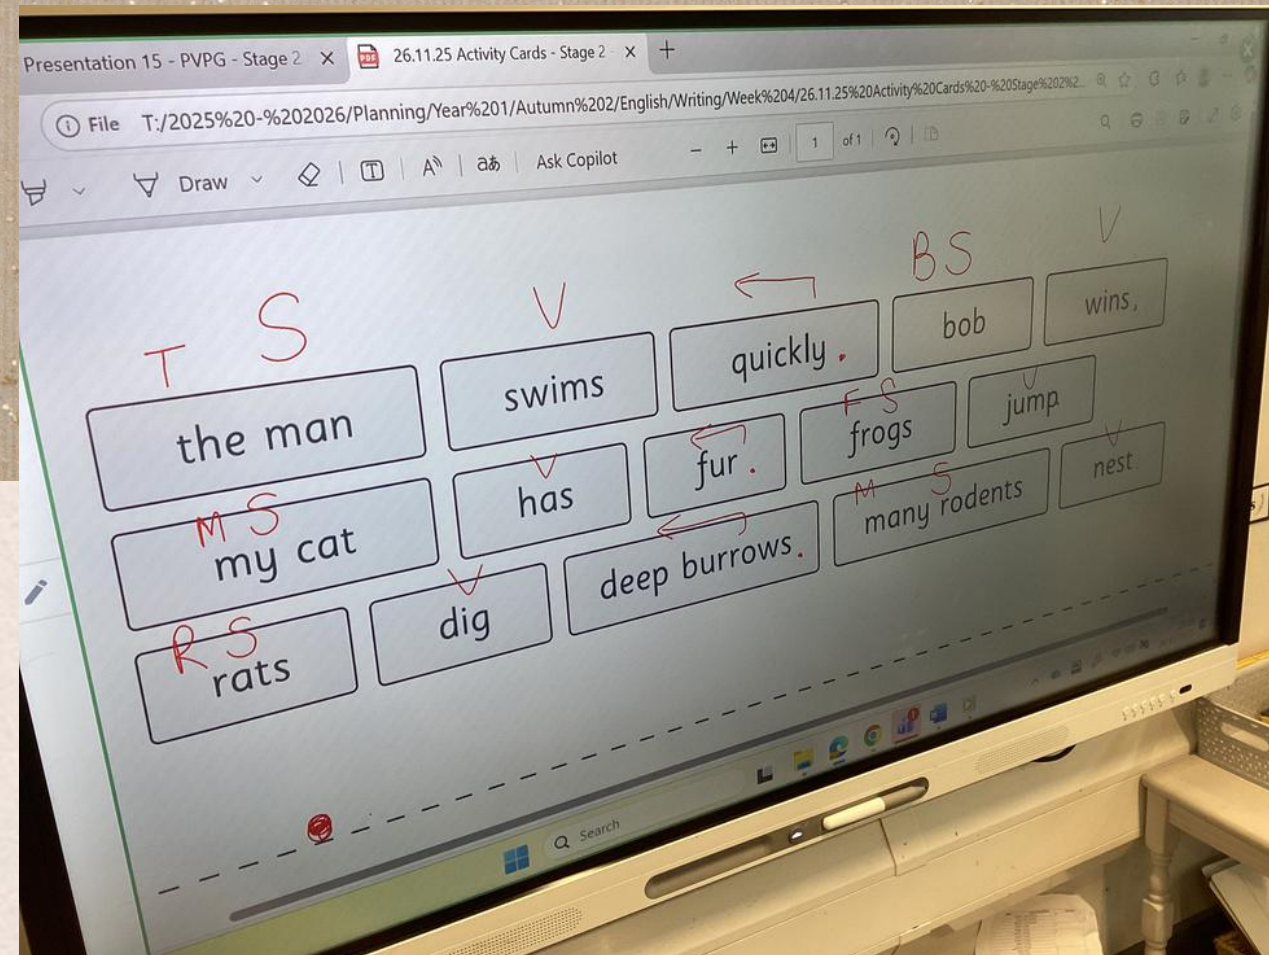 Presentation 15 - PVPG - Stage 2
26.11.25 Activity Cards - Stage 2
File T:/2025%20-%202026/Planning/Year%201/Autumn%202/English/Writing/Week%204/26.11.25%20Activity%20Cards%20-%20Stage%202%2...
Draw
Ask Copilot
1 of 1
T S V B S V
the man swims quickly. bob wins.
M S V F S V
my cat has fur. frogs jump
R S V M S V
rats dig deep burrows. many rodents nest
Search